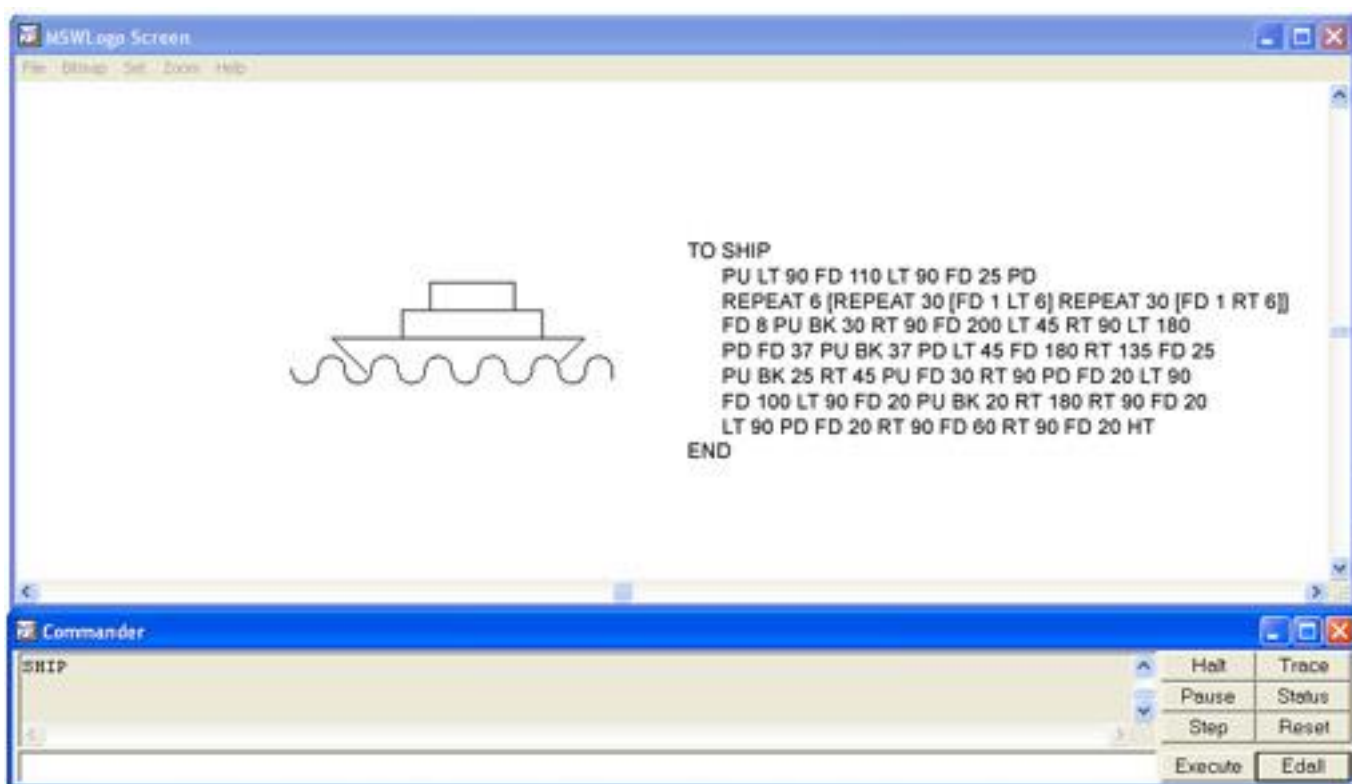 MSWLogo Screen
File Bitmap Set Zoom Help
TO SHIP
PU LT 90 FD 110 LT 90 FD 25 PD
REPEAT 6 [REPEAT 30 [FD 1 LT 6] REPEAT 30 [FD 1 RT 6]]
FD 8 PU BK 30 RT 90 FD 200 LT 45 RT 90 LT 180
PD FD 37 PU BK 37 PD LT 45 FD 180 RT 135 FD 25
PU BK 25 RT 45 PU FD 30 RT 90 PD FD 20 LT 90
FD 100 LT 90 FD 20 PU BK 20 RT 180 RT 90 FD 20
LT 90 PD FD 20 RT 90 FD 60 RT 90 FD 20 HT
END
Commander
SHIP
Halt Trace
Pause Status
Step Reset
Execute Edall